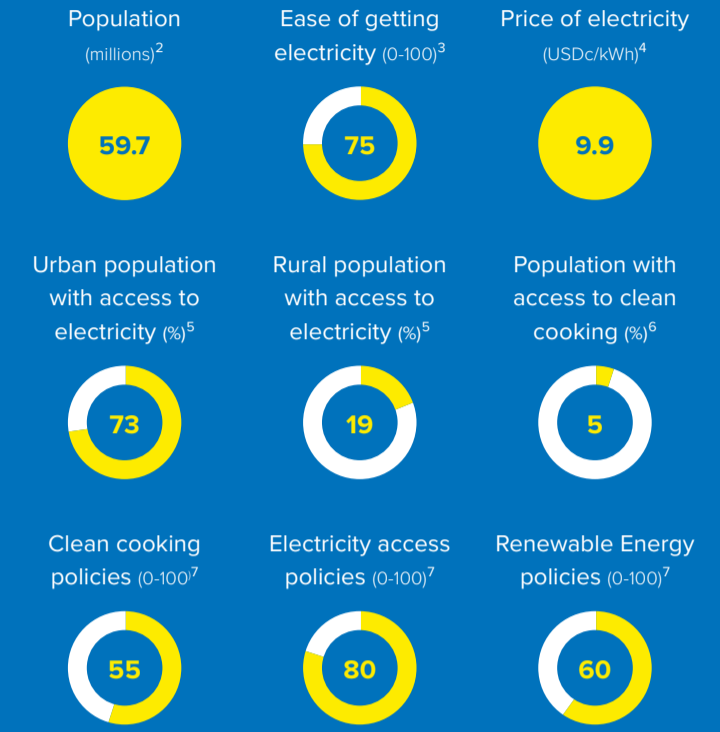 Population
(millions)²
59.7
Ease of getting
electricity (0-100)³
75
Price of electricity
(USDc/kWh)⁴
9.9
Urban population
with access to
electricity (%)⁵
73
Rural population
with access to
electricity (%)⁵
19
Population with
access to clean
cooking (%)⁶
5
Clean cooking
policies (0-100)⁷
55
Electricity access
policies (0-100)⁷
80
Renewable Energy
policies (0-100)⁷
60